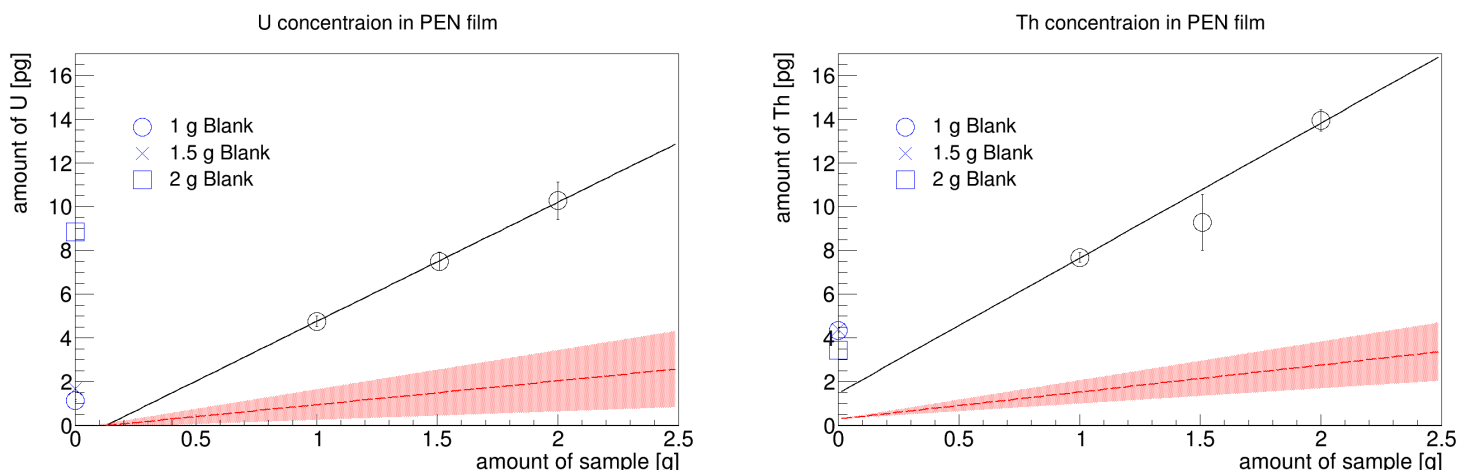 U concentraion in PEN film
amount of U [pg]
16
14
12
10
8
6
4
2
0
1 g Blank
1.5 g Blank
2 g Blank
0 0.5 1 1.5 2 2.5
amount of sample [g]
Th concentraion in PEN film
amount of Th [pg]
16
14
12
10
8
6
4
2
0
1 g Blank
1.5 g Blank
2 g Blank
0 0.5 1 1.5 2 2.5
amount of sample [g]